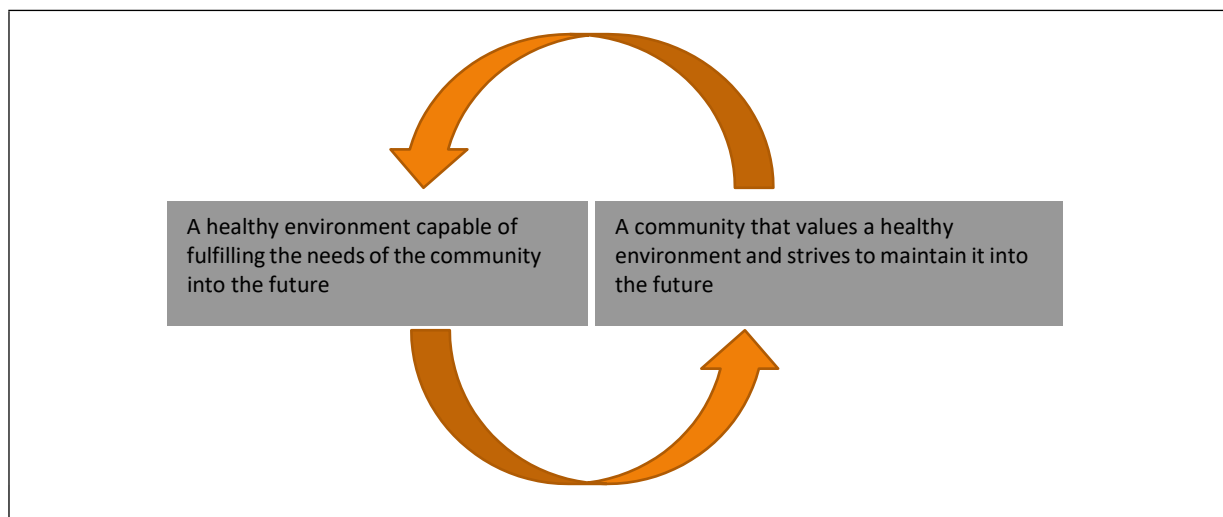 A healthy environment capable of
fulfilling the needs of the community
into the future
A community that values a healthy
environment and strives to maintain it into
the future